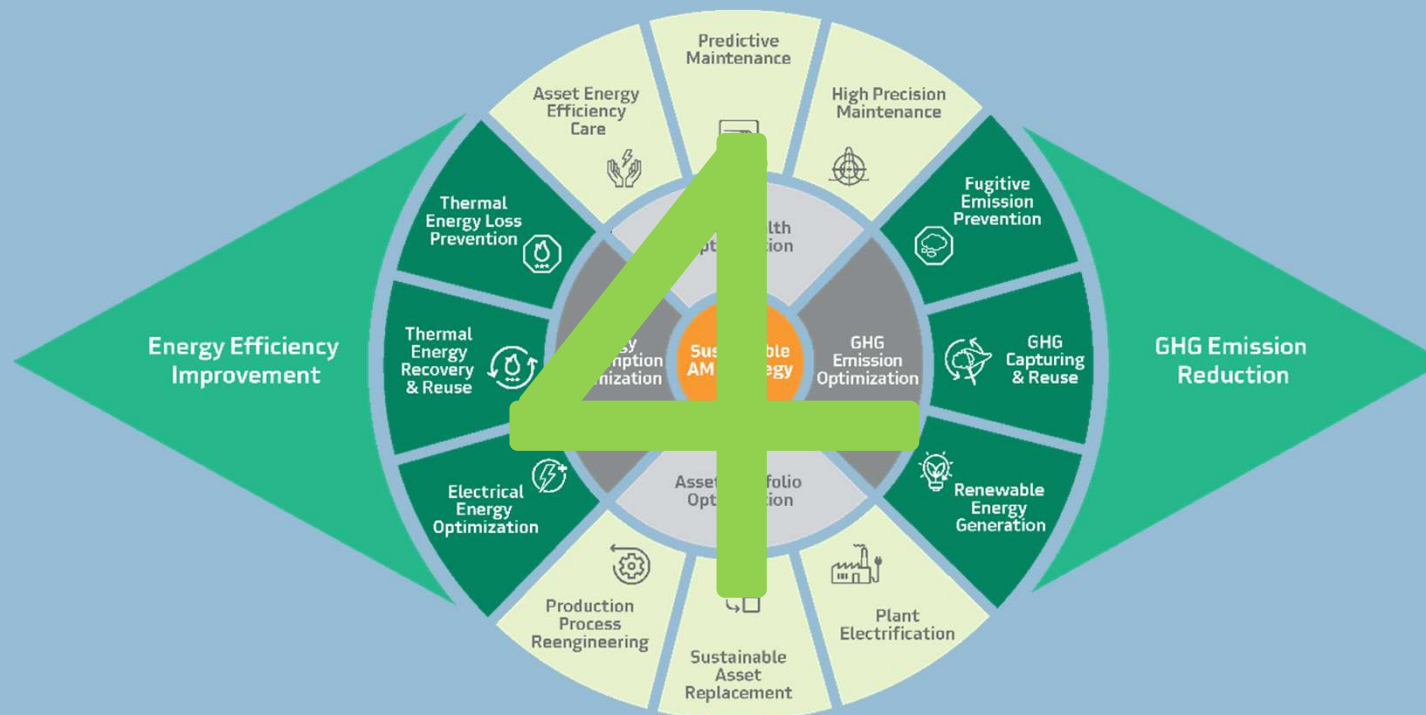 Predictive
Maintenance
Asset Energy
Efficiency
Care
High Precision
Maintenance
Thermal
Energy Loss
Prevention
Fugitive
Emission
Prevention
Energy Efficiency
Improvement
Thermal
Energy
Recovery
& Reuse
4
GHG
Emission
Optimization
GHG
Capturing
& Reuse
GHG Emission
Reduction
Electrical
Energy
Optimization
Asset
Renewable
Energy
Generation
Production
Process
Reengineering
Sustainable
Asset
Replacement
Plant
Electrification